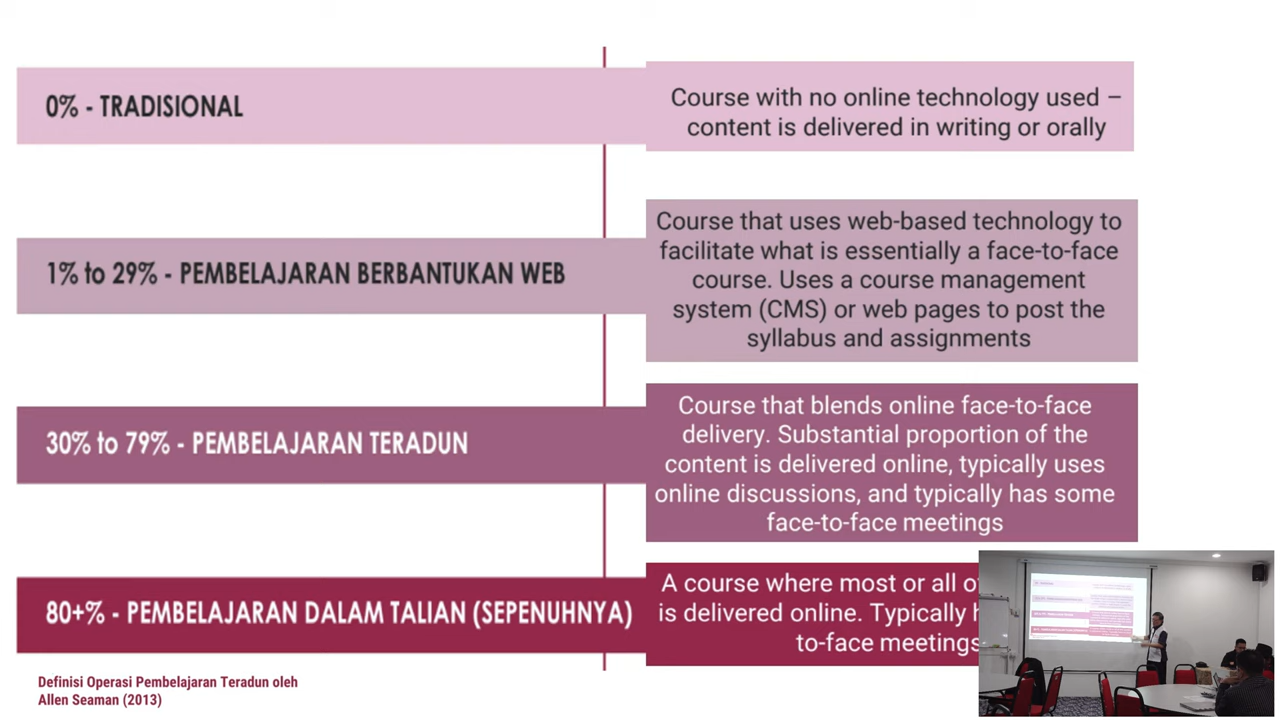 0% - TRADISIONAL
Course with no online technology used –
content is delivered in writing or orally
1% to 29% - PEMBELAJARAN BERBANTUKAN WEB
Course that uses web-based technology to
facilitate what is essentially a face-to-face
course. Uses a course management
system (CMS) or web pages to post the
syllabus and assignments
30% to 79% - PEMBELAJARAN TERADUN
Course that blends online face-to-face
delivery. Substantial proportion of the
content is delivered online, typically uses
online discussions, and typically has some
face-to-face meetings
80+% - PEMBELAJARAN DALAM TALIAN (SEPENUHNYA)
A course where most or all
is delivered online. Typically
to-face meetings
Definisi Operasi Pembelajaran Teradun oleh
Allen Seaman (2013)